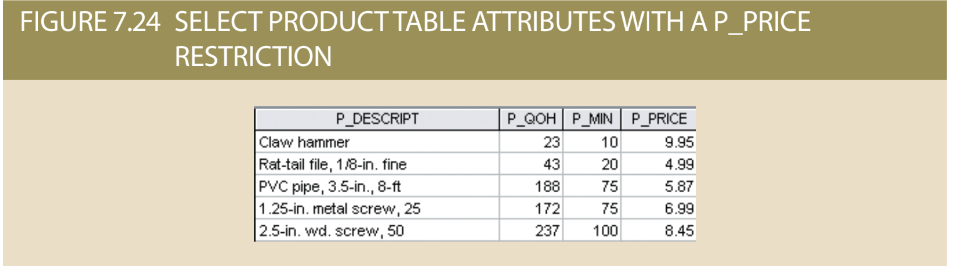 FIGURE 7.24 SELECT PRODUCT TABLE ATTRIBUTES WITH A P_PRICE
RESTRICTION
P_DESCRIPT P_QOH P_MIN P_PRICE
Claw hammer 23 10 9.95
Rat-tail file, 1/8-in. fine 43 20 4.99
PVC pipe, 3.5-in., 8-ft 188 75 5.87
1.25-in. metal screw, 25 172 75 6.99
2.5-in. wd. screw, 50 237 100 8.45